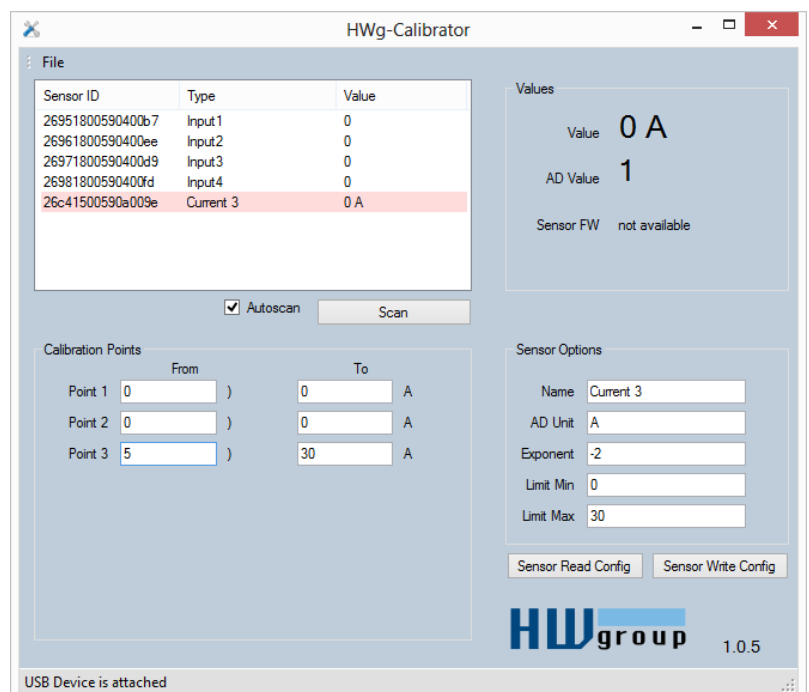 HWg-Calibrator
File
Sensor ID Type Value
26951800590400b7 Input1 0
26961800590400ee Input2 0
26971800590400d9 Input3 0
26981800590400fd Input4 0
26c41500590a009e Current 3 0 A
Autoscan Scan
Values
Value 0 A
AD Value 1
Sensor FW not available
Calibration Points
From To
Point 1 0 ) 0 A
Point 2 0 ) 0 A
Point 3 5 ) 30 A
Sensor Options
Name Current 3
AD Unit A
Exponent -2
Limit Min 0
Limit Max 30
Sensor Read Config Sensor Write Config
HW group 1.0.5
USB Device is attached